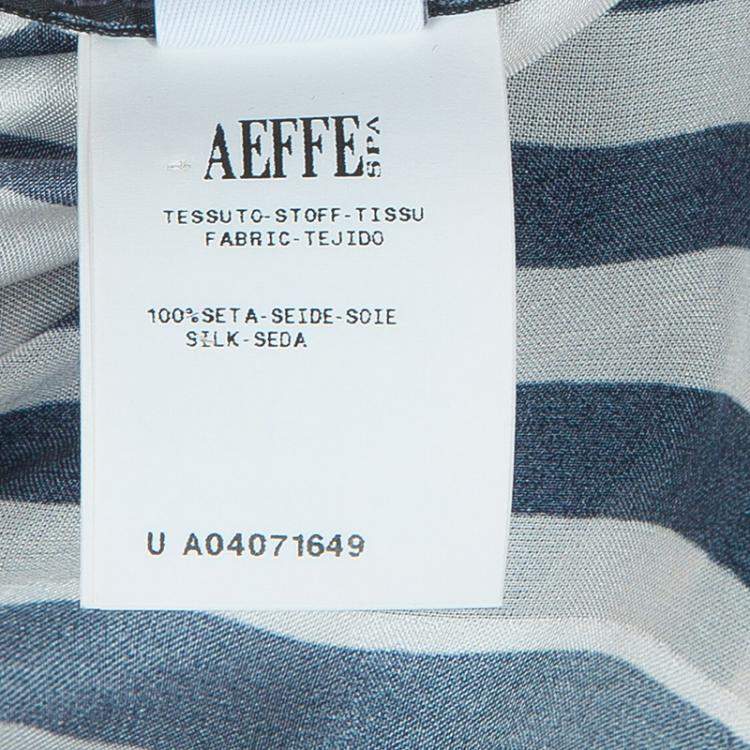 AEFFE SPA
TESSUTO-STOFF-TISSU
FABRIC-TEJIDO
100%SETA-SEIDE-SOIE
SILK-SEDA
U A04071649